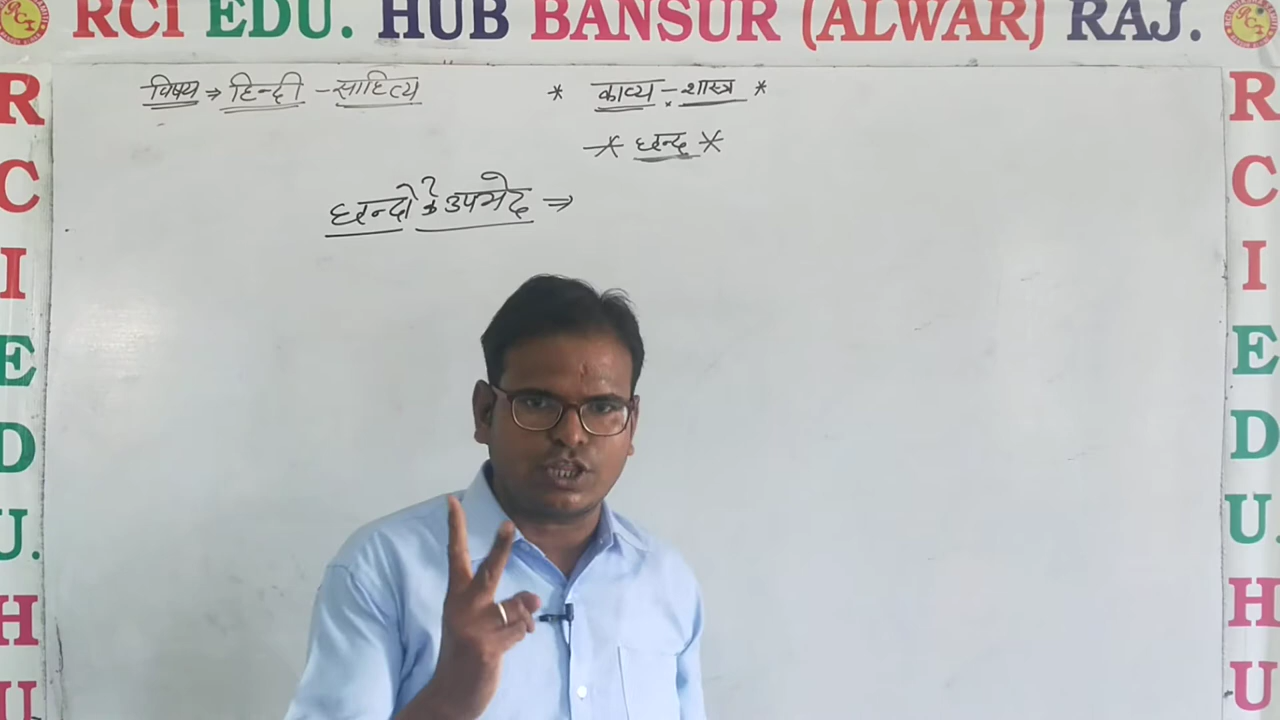 RCI EDU. HUB BANSUR (ALWAR) RAJ.
विषय → हिन्दी - साहित्य
* काव्य - शास्त्र *
* छन्द *
छन्दों के उपभेद ⇒
R
C
I
E
D
U.
H
U
R
C
I
E
D
U.
H
U